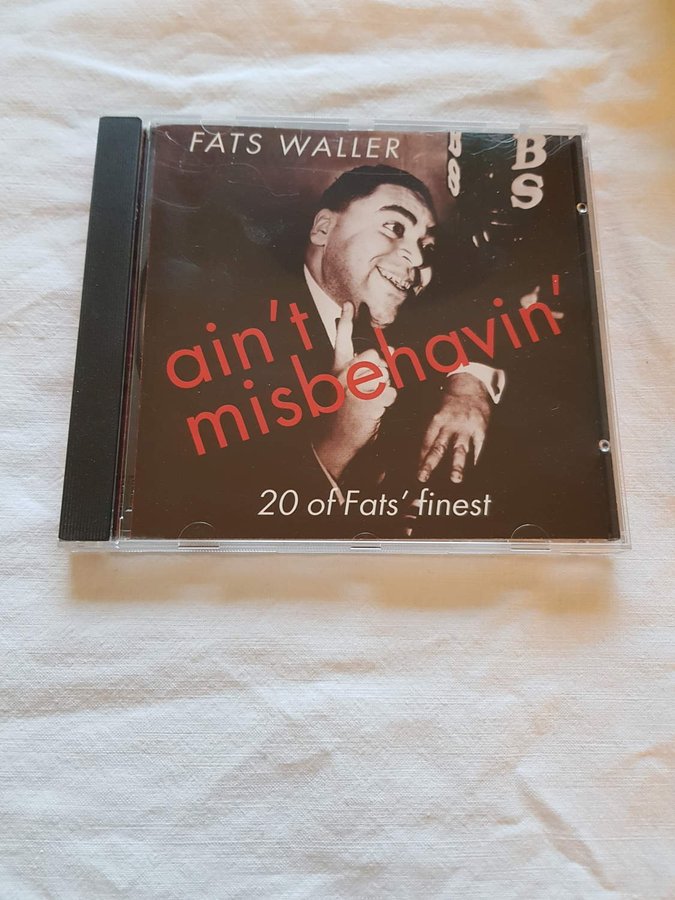 FATS WALLER
BS
ain't
misbehavin'
20 of Fats' finest